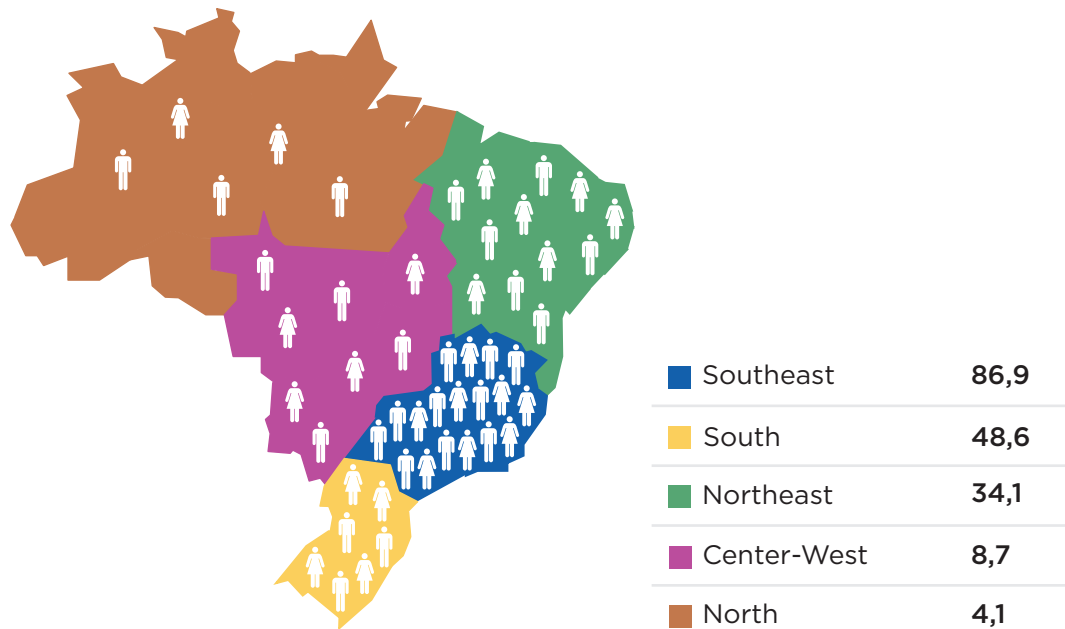 Southeast 86,9
South 48,6
Northeast 34,1
Center-West 8,7
North 4,1